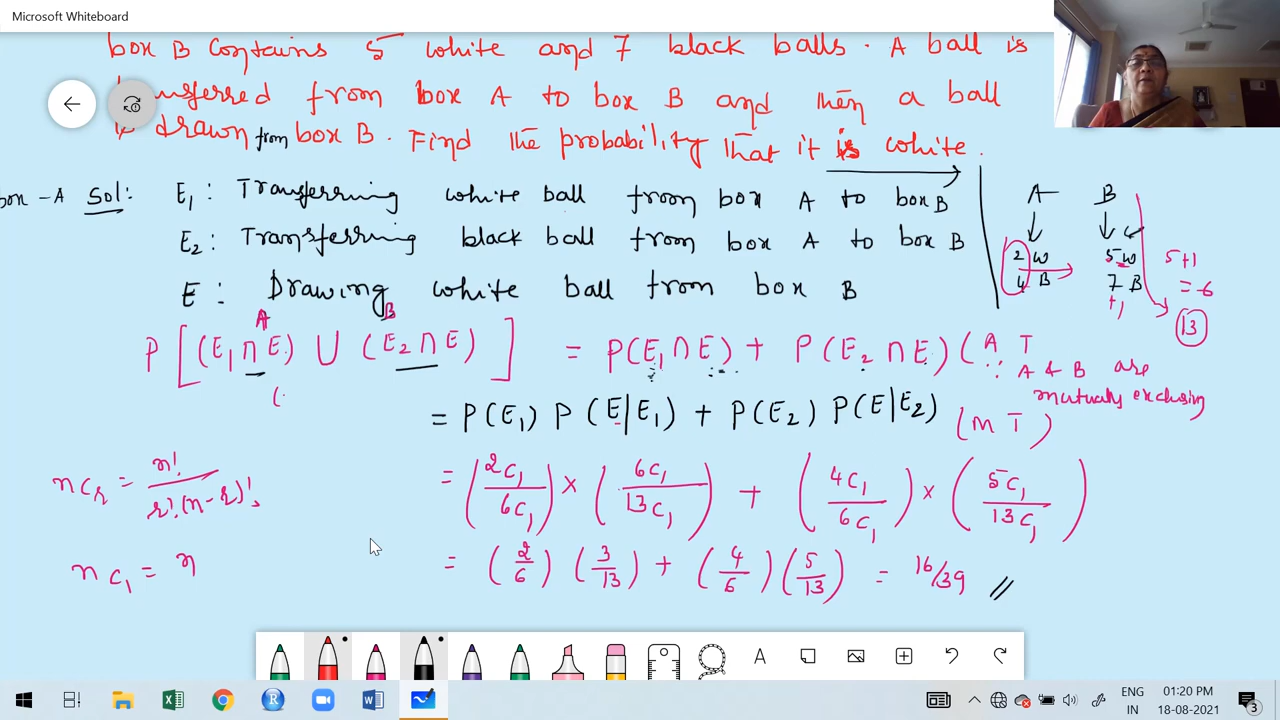 Microsoft Whiteboard
box B contains 5 white and 7 black balls. A ball is
transferred from box A to box B and then a ball
is drawn from box B. Find the probability that it is white.
box - A Sol: E1: Transferring white ball from box A to box B
E2: Transferring black ball from box A to box B
E: Drawing white ball from box B
A B
2 W 5 W 5+1
4 B 7 B = 6
+1 13
A B
P[(E1∩E) ∪ (E2∩E)] = P(E1∩E) + P(E2∩E) (A T
∵ A & B are
mutually exclusing
(
= P(E1) P(E|E1) + P(E2) P(E|E2) (M T)
nCr = n!/r!(n-r)! = (2C1/6C1) × (6C1/13C1) + (4C1/6C1) × (5C1/13C1)
nC1 = n = (2/6) (3/13) + (4/6) (5/13) = 16/39 //
A
ENG 01:20 PM
IN 18-08-2021 3